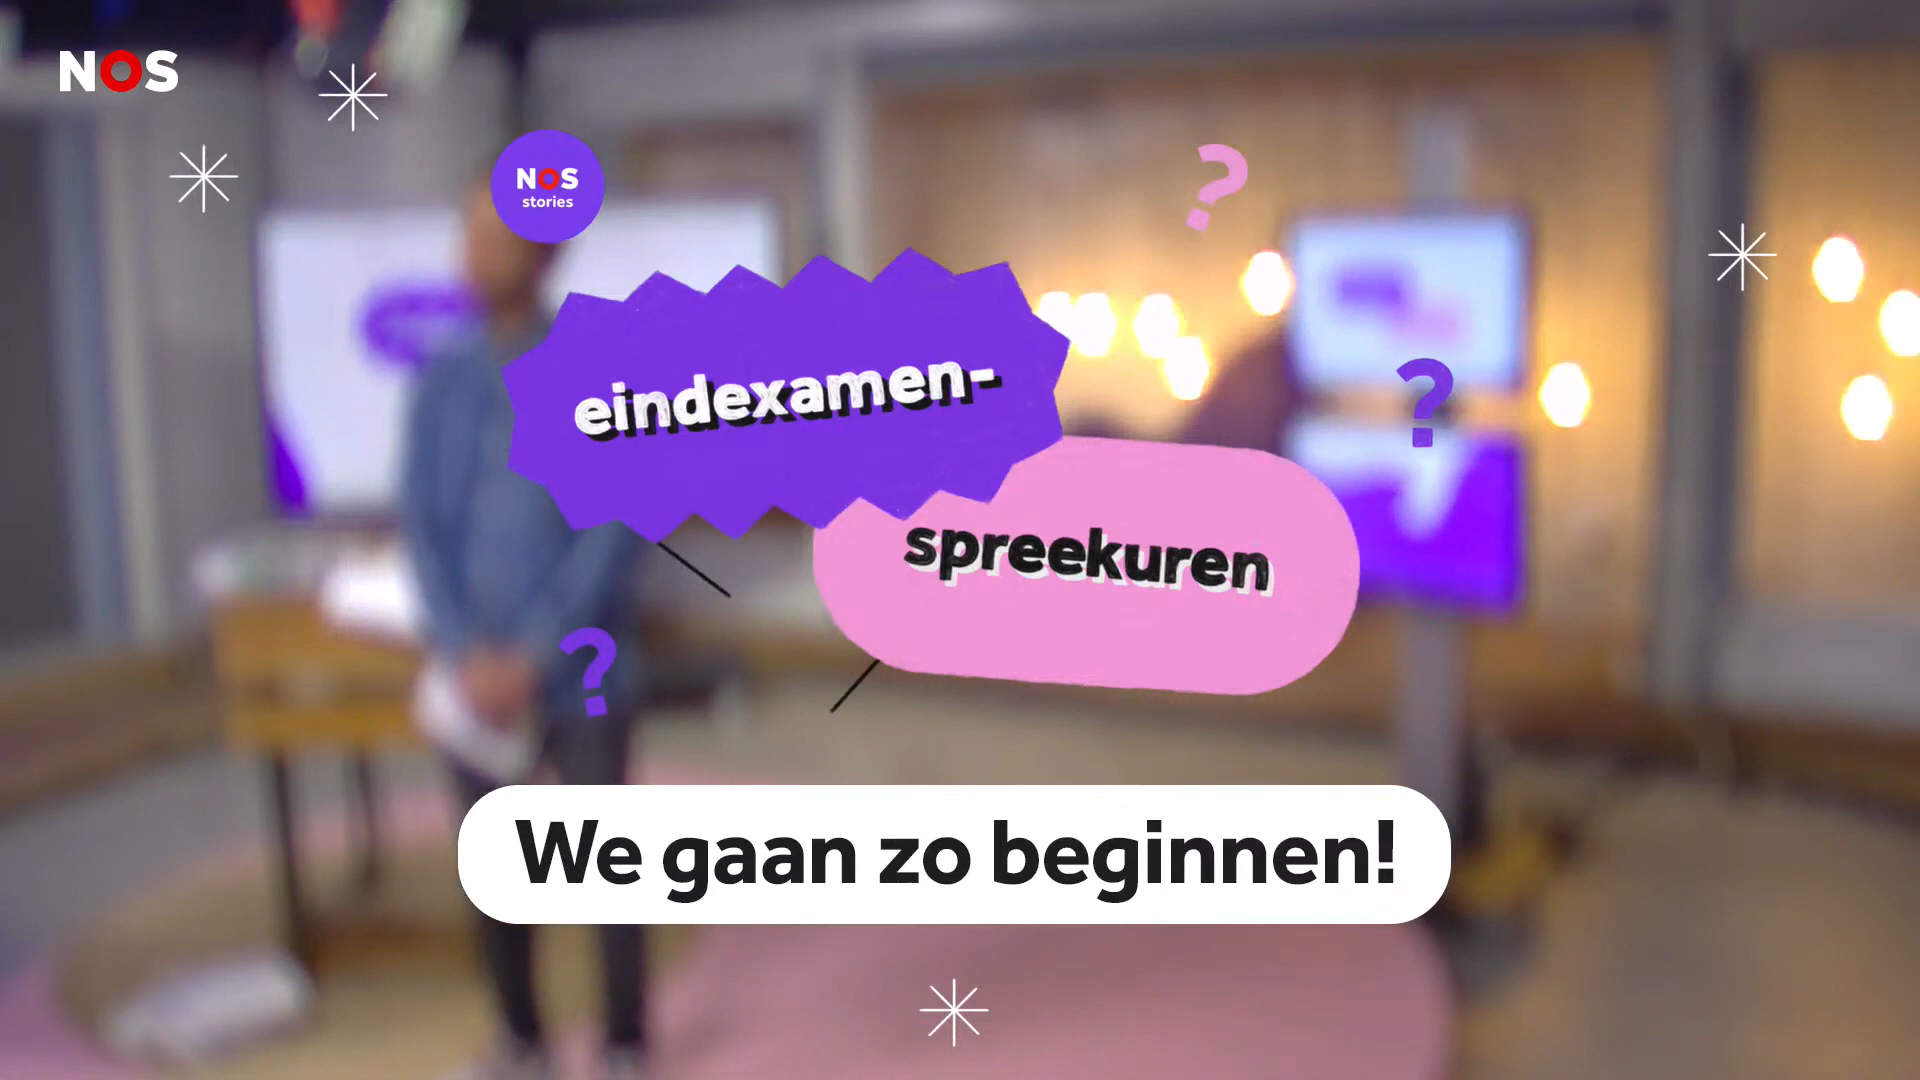 NOS
NOS
stories
?
eindexamen-
?
spreekuren
?
We gaan zo beginnen!